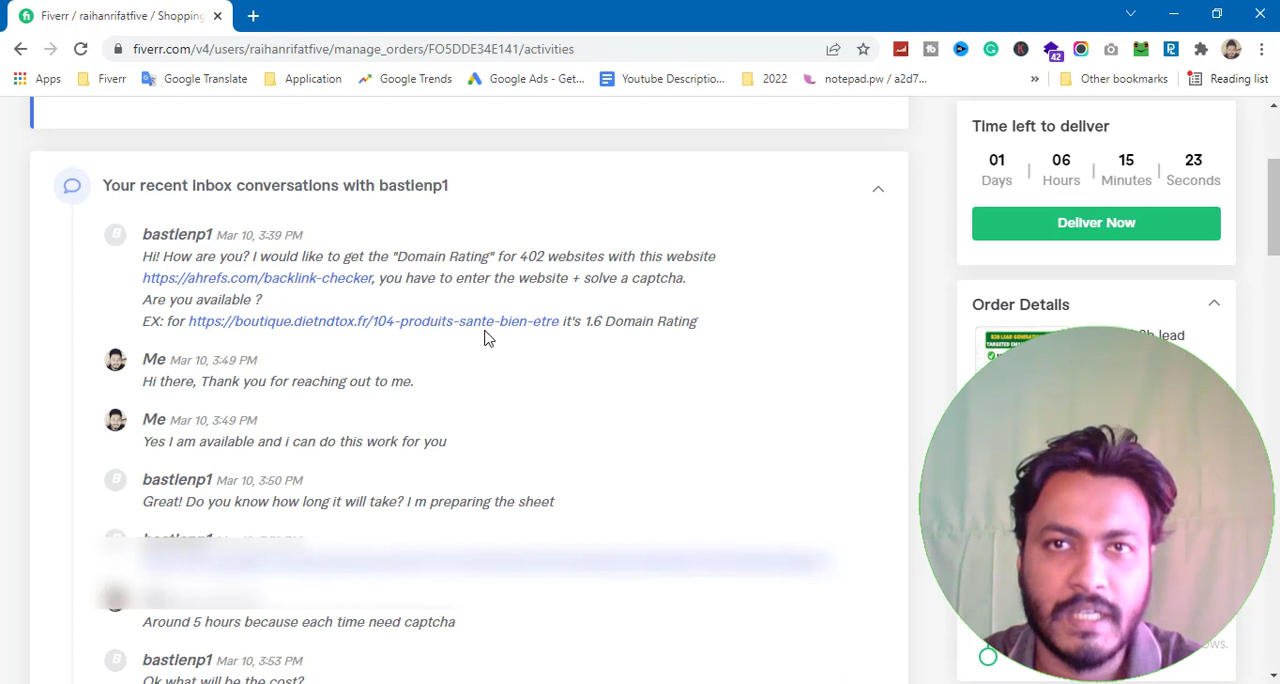 Fiverr / raihanrifatfive / Shopping
fiverr.com/v4/users/raihanrifatfive/manage_orders/FO5DDE34E141/activities
42
Apps Fiverr Google Translate Application Google Trends Google Ads - Get... Youtube Descriptio... 2022 notepad.pw / a2d7... » Other bookmarks Reading list
Time left to deliver
01 06 15 23
Days Hours Minutes Seconds
Deliver Now
Order Details
B2B LEAD GENERATION
lead
Your recent inbox conversations with bastienp1
B bastienp1 Mar 10, 3:39 PM
Hi! How are you? I would like to get the "Domain Rating" for 402 websites with this website
https://ahrefs.com/backlink-checker, you have to enter the website + solve a captcha.
Are you available ?
EX: for https://boutique.dietndtox.fr/104-produits-sante-bien-etre it's 1.6 Domain Rating
Me Mar 10, 3:49 PM
Hi there, Thank you for reaching out to me.
Me Mar 10, 3:49 PM
Yes I am available and i can do this work for you
B bastienp1 Mar 10, 3:50 PM
Great! Do you know how long it will take? I m preparing the sheet
Around 5 hours because each time need captcha
B bastienp1 Mar 10, 3:53 PM
Ok what will be the cost?